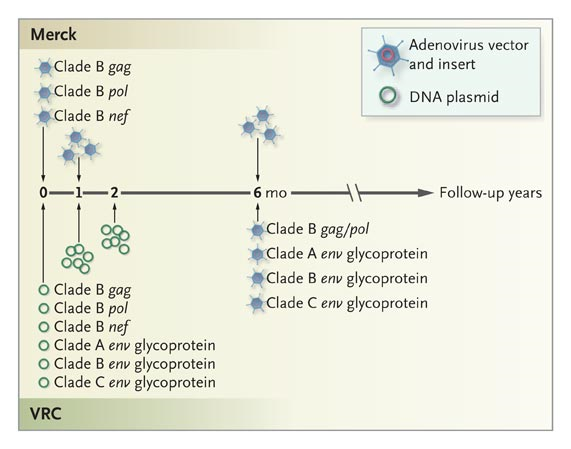 Merck
Adenovirus vector
and insert
DNA plasmid
Clade B gag
Clade B pol
Clade B nef
0 1 2 6 mo Follow-up years
Clade B gag/pol
Clade A env glycoprotein
Clade B env glycoprotein
Clade C env glycoprotein
Clade B gag
Clade B pol
Clade B nef
Clade A env glycoprotein
Clade B env glycoprotein
Clade C env glycoprotein
VRC